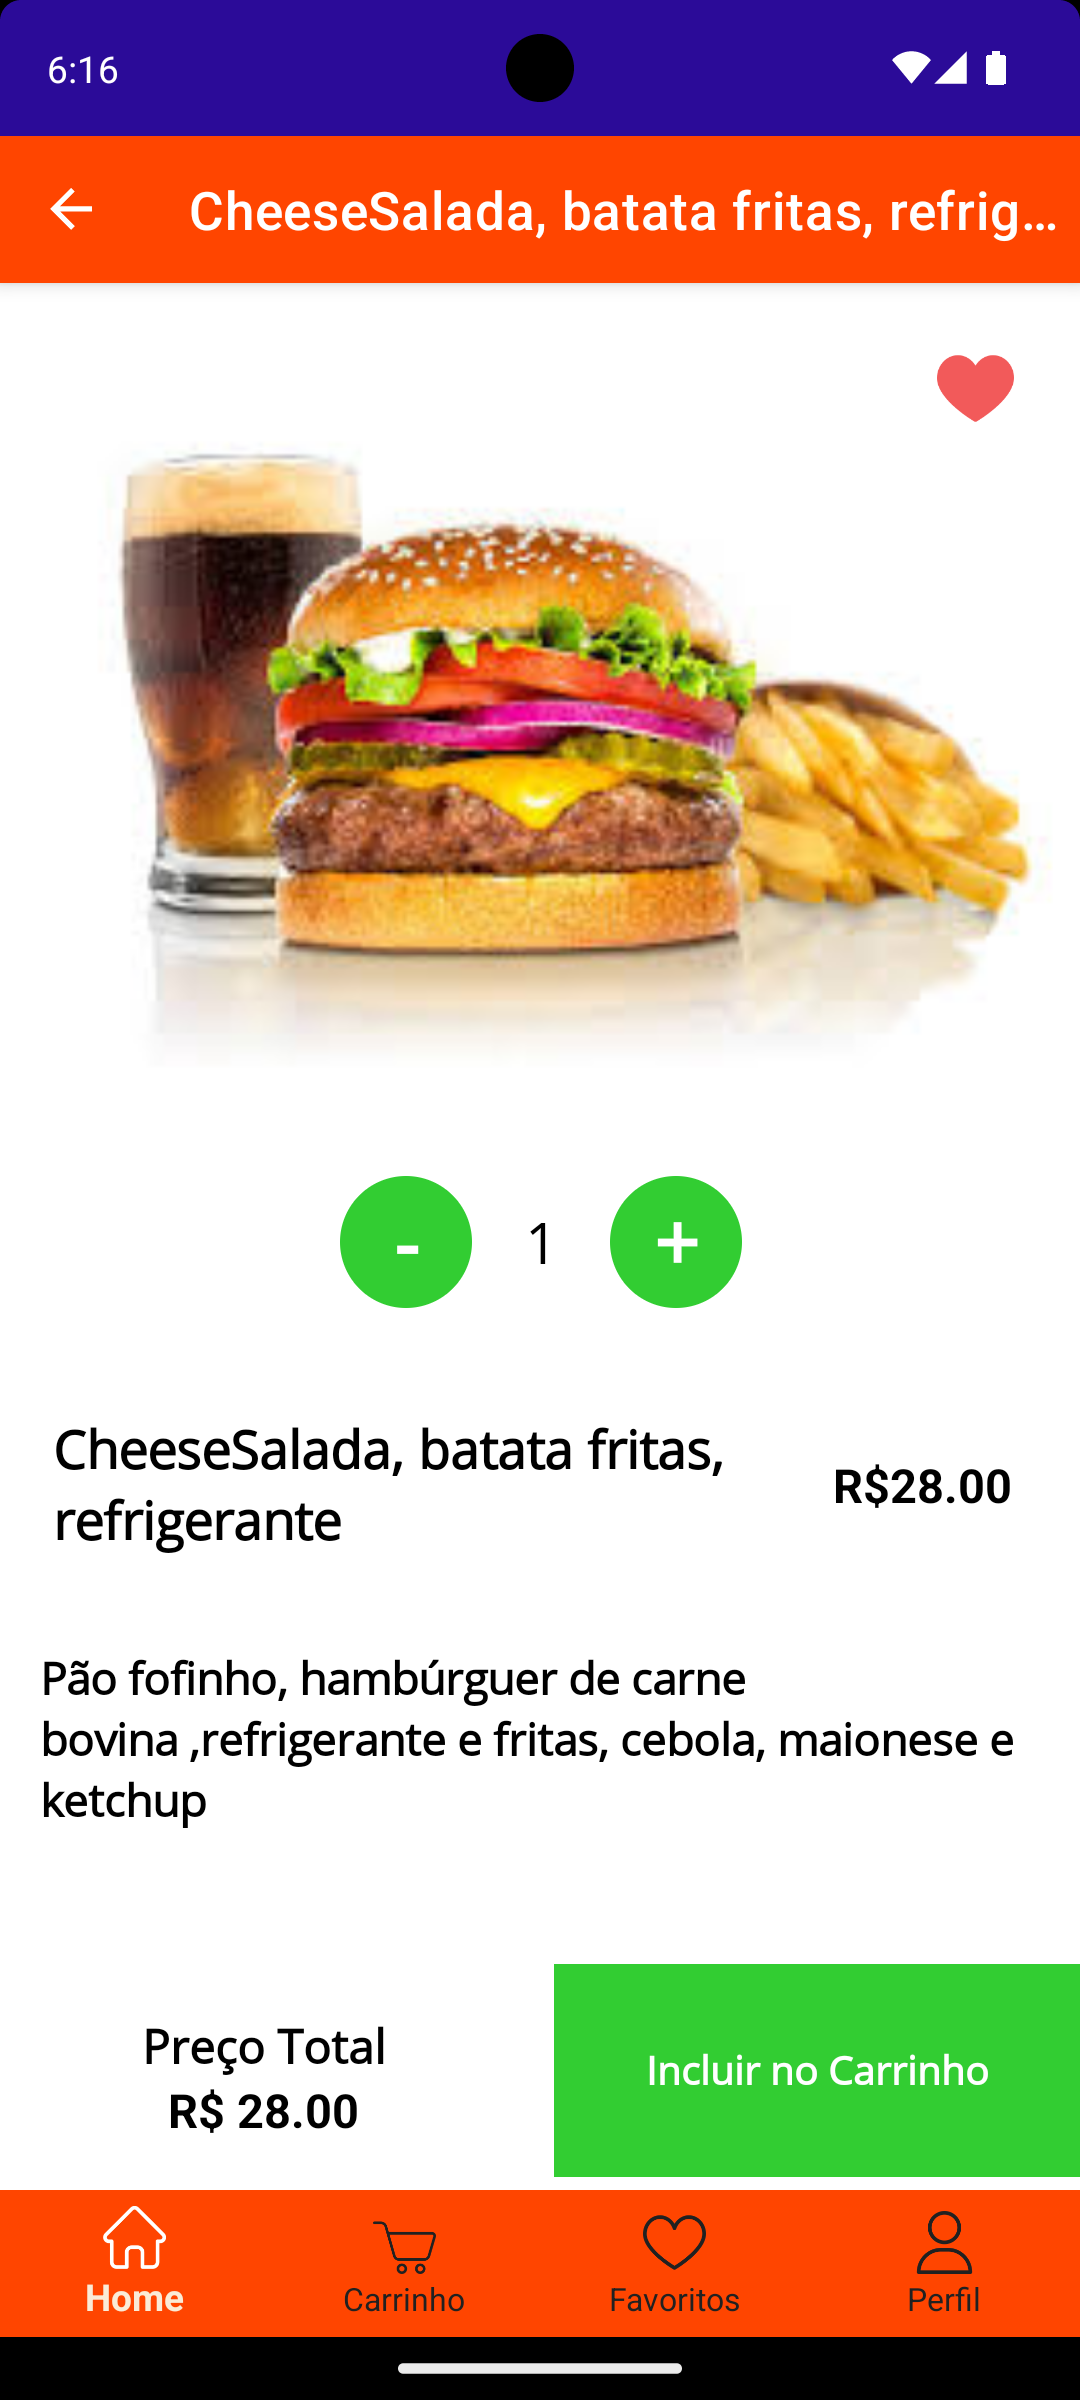 6:16
CheeseSalada, batata fritas, refrig...
- 1 +
CheeseSalada, batata fritas,
refrigerante
R$28.00
Pão fofinho, hambúrguer de carne
bovina ,refrigerante e fritas, cebola, maionese e
ketchup
Preço Total
R$ 28.00
Incluir no Carrinho
Home
Carrinho
Favoritos
Perfil